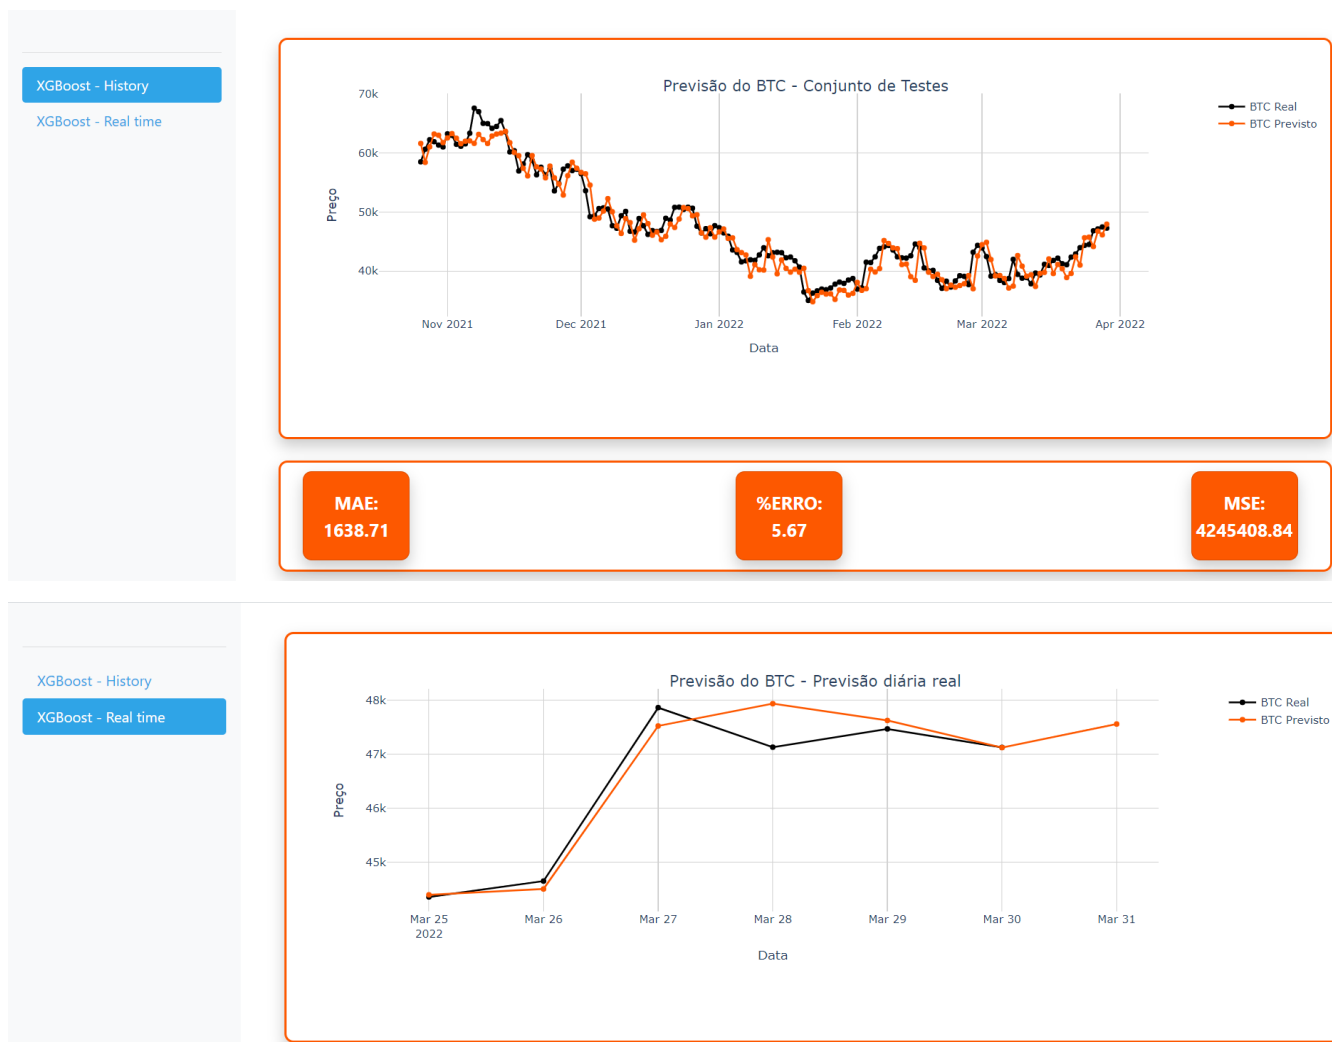 XGBoost - History
XGBoost - Real time
Previsão do BTC - Conjunto de Testes
BTC Real
BTC Previsto
Preço
70k
60k
50k
40k
Nov 2021
Dec 2021
Jan 2022
Feb 2022
Mar 2022
Apr 2022
Data
MAE:
1638.71
%ERRO:
5.67
MSE:
4245408.84
XGBoost - History
XGBoost - Real time
Previsão do BTC - Previsão diária real
BTC Real
BTC Previsto
Preço
48k
47k
46k
45k
Mar 25
2022
Mar 26
Mar 27
Mar 28
Mar 29
Mar 30
Mar 31
Data